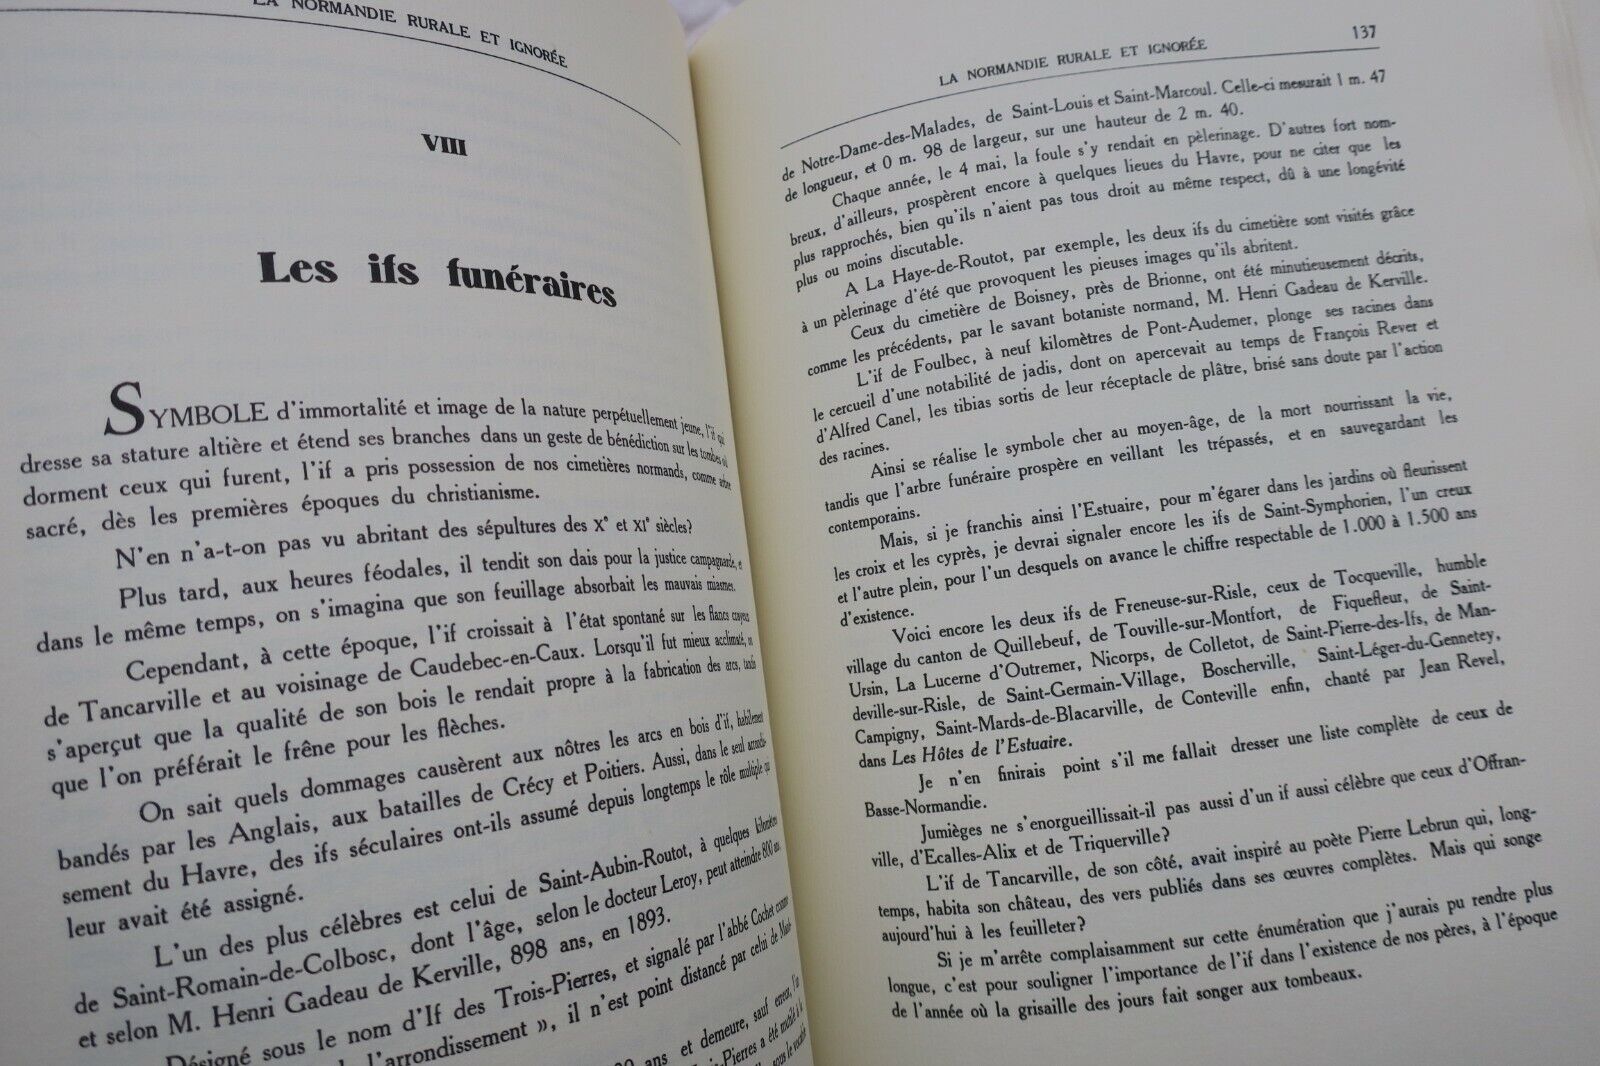 LA NORMANDIE RURALE ET IGNORÉE
VIII
Les ifs funéraires
SYMBOLE d'immortalité et image de la nature perpétuellement jeune, l'if qui
dresse sa stature altière et étend ses branches dans un geste de bénédiction sur les tombes où
dorment ceux qui furent, l'if a pris possession de nos cimetières normands, comme arbre
sacré, dès les premières époques du christianisme.
N'en n'a-t-on pas vu abritant des sépultures des Xe et XIe siècles?
Plus tard, aux heures féodales, il tendit son dais pour la justice campagnarde, et
dans le même temps, on s'imagina que son feuillage absorbait les mauvais miasmes.
Cependant, à cette époque, l'if croissait à l'état spontané sur les flancs crayeux
de Tancarville et au voisinage de Caudebec-en-Caux. Lorsqu'il fut mieux acclimaté, on
s'aperçut que la qualité de son bois le rendait propre à la fabrication des arcs, tandis
que l'on préférait le frêne pour les flèches.
On sait quels dommages causèrent aux nôtres les arcs en bois d'if, habilement
bandés par les Anglais, aux batailles de Crécy et Poitiers. Aussi, dans le seul arrondis-
sement du Havre, des ifs séculaires ont-ils assumé depuis longtemps le rôle multiple qui
leur avait été assigné.
L'un des plus célèbres est celui de Saint-Aubin-Routot, à quelques kilomètres
de Saint-Romain-de-Colbosc, dont l'âge, selon le docteur Leroy, peut atteindre 800 ans
et selon M. Henri Gadeau de Kerville, 898 ans, en 1893.
Désigné sous le nom d'If des Trois-Pierres, et signalé par l'abbé Cochet comme
de l'arrondissement », il n'est point distancé par celui de
ans et demeure, sauf erreur, l'un
-Pierres a été mutilé à la
sous le vocable
LA NORMANDIE RURALE ET IGNORÉE 137
de Notre-Dame-des-Malades, de Saint-Louis et Saint-Marcoul. Celle-ci mesurait 1 m. 47
de longueur, et 0 m. 98 de largeur, sur une hauteur de 2 m. 40.
Chaque année, le 4 mai, la foule s'y rendait en pèlerinage. D'autres fort nom-
breux, d'ailleurs, prospèrent encore à quelques lieues du Havre, pour ne citer que les
plus rapprochés, bien qu'ils n'aient pas tous droit au même respect, dû à une longévité
plus ou moins discutable.
A La Haye-de-Routot, par exemple, les deux ifs du cimetière sont visités grâce
à un pèlerinage d'été que provoquent les pieuses images qu'ils abritent.
Ceux du cimetière de Boisney, près de Brionne, ont été minutieusement décrits,
comme les précédents, par le savant botaniste normand, M. Henri Gadeau de Kerville.
L'if de Foulbec, à neuf kilomètres de Pont-Audemer, plonge ses racines dans
le cercueil d'une notabilité de jadis, dont on apercevait au temps de François Rever et
d'Alfred Canel, les tibias sortis de leur réceptacle de plâtre, brisé sans doute par l'action
des racines.
Ainsi se réalise le symbole cher au moyen-âge, de la mort nourrissant la vie,
tandis que l'arbre funéraire prospère en veillant les trépassés, et en sauvegardant les
contemporains.
Mais, si je franchis ainsi l'Estuaire, pour m'égarer dans les jardins où fleurissent
les croix et les cyprès, je devrai signaler encore les ifs de Saint-Symphorien, l'un creux
et l'autre plein, pour l'un desquels on avance le chiffre respectable de 1.000 à 1.500 ans
d'existence.
Voici encore les deux ifs de Freneuse-sur-Risle, ceux de Tocqueville, humble
village du canton de Quillebeuf, de Touville-sur-Montfort, de Fiquefleur, de Saint-
Ursin, La Lucerne d'Outremer, Nicorps, de Colletot, de Saint-Pierre-des-Ifs, de Man-
deville-sur-Risle, de Saint-Germain-Village, Boscherville, Saint-Léger-du-Gennetey,
Campigny, Saint-Mards-de-Blacarville, de Conteville enfin, chanté par Jean Revel,
dans Les Hôtes de l'Estuaire.
Je n'en finirais point s'il me fallait dresser une liste complète de ceux de
Basse-Normandie.
Jumièges ne s'enorgueillissait-il pas aussi d'un if aussi célèbre que ceux d'Offran-
ville, d'Ecalles-Alix et de Triquerville?
L'if de Tancarville, de son côté, avait inspiré au poète Pierre Lebrun qui, long-
temps, habita son château, des vers publiés dans ses œuvres complètes. Mais qui songe
aujourd'hui à les feuilleter?
Si je m'arrête complaisamment sur cette énumération que j'aurais pu rendre plus
longue, c'est pour souligner l'importance de l'if dans l'existence de nos pères, à l'époque
de l'année où la grisaille des jours fait songer aux tombeaux.